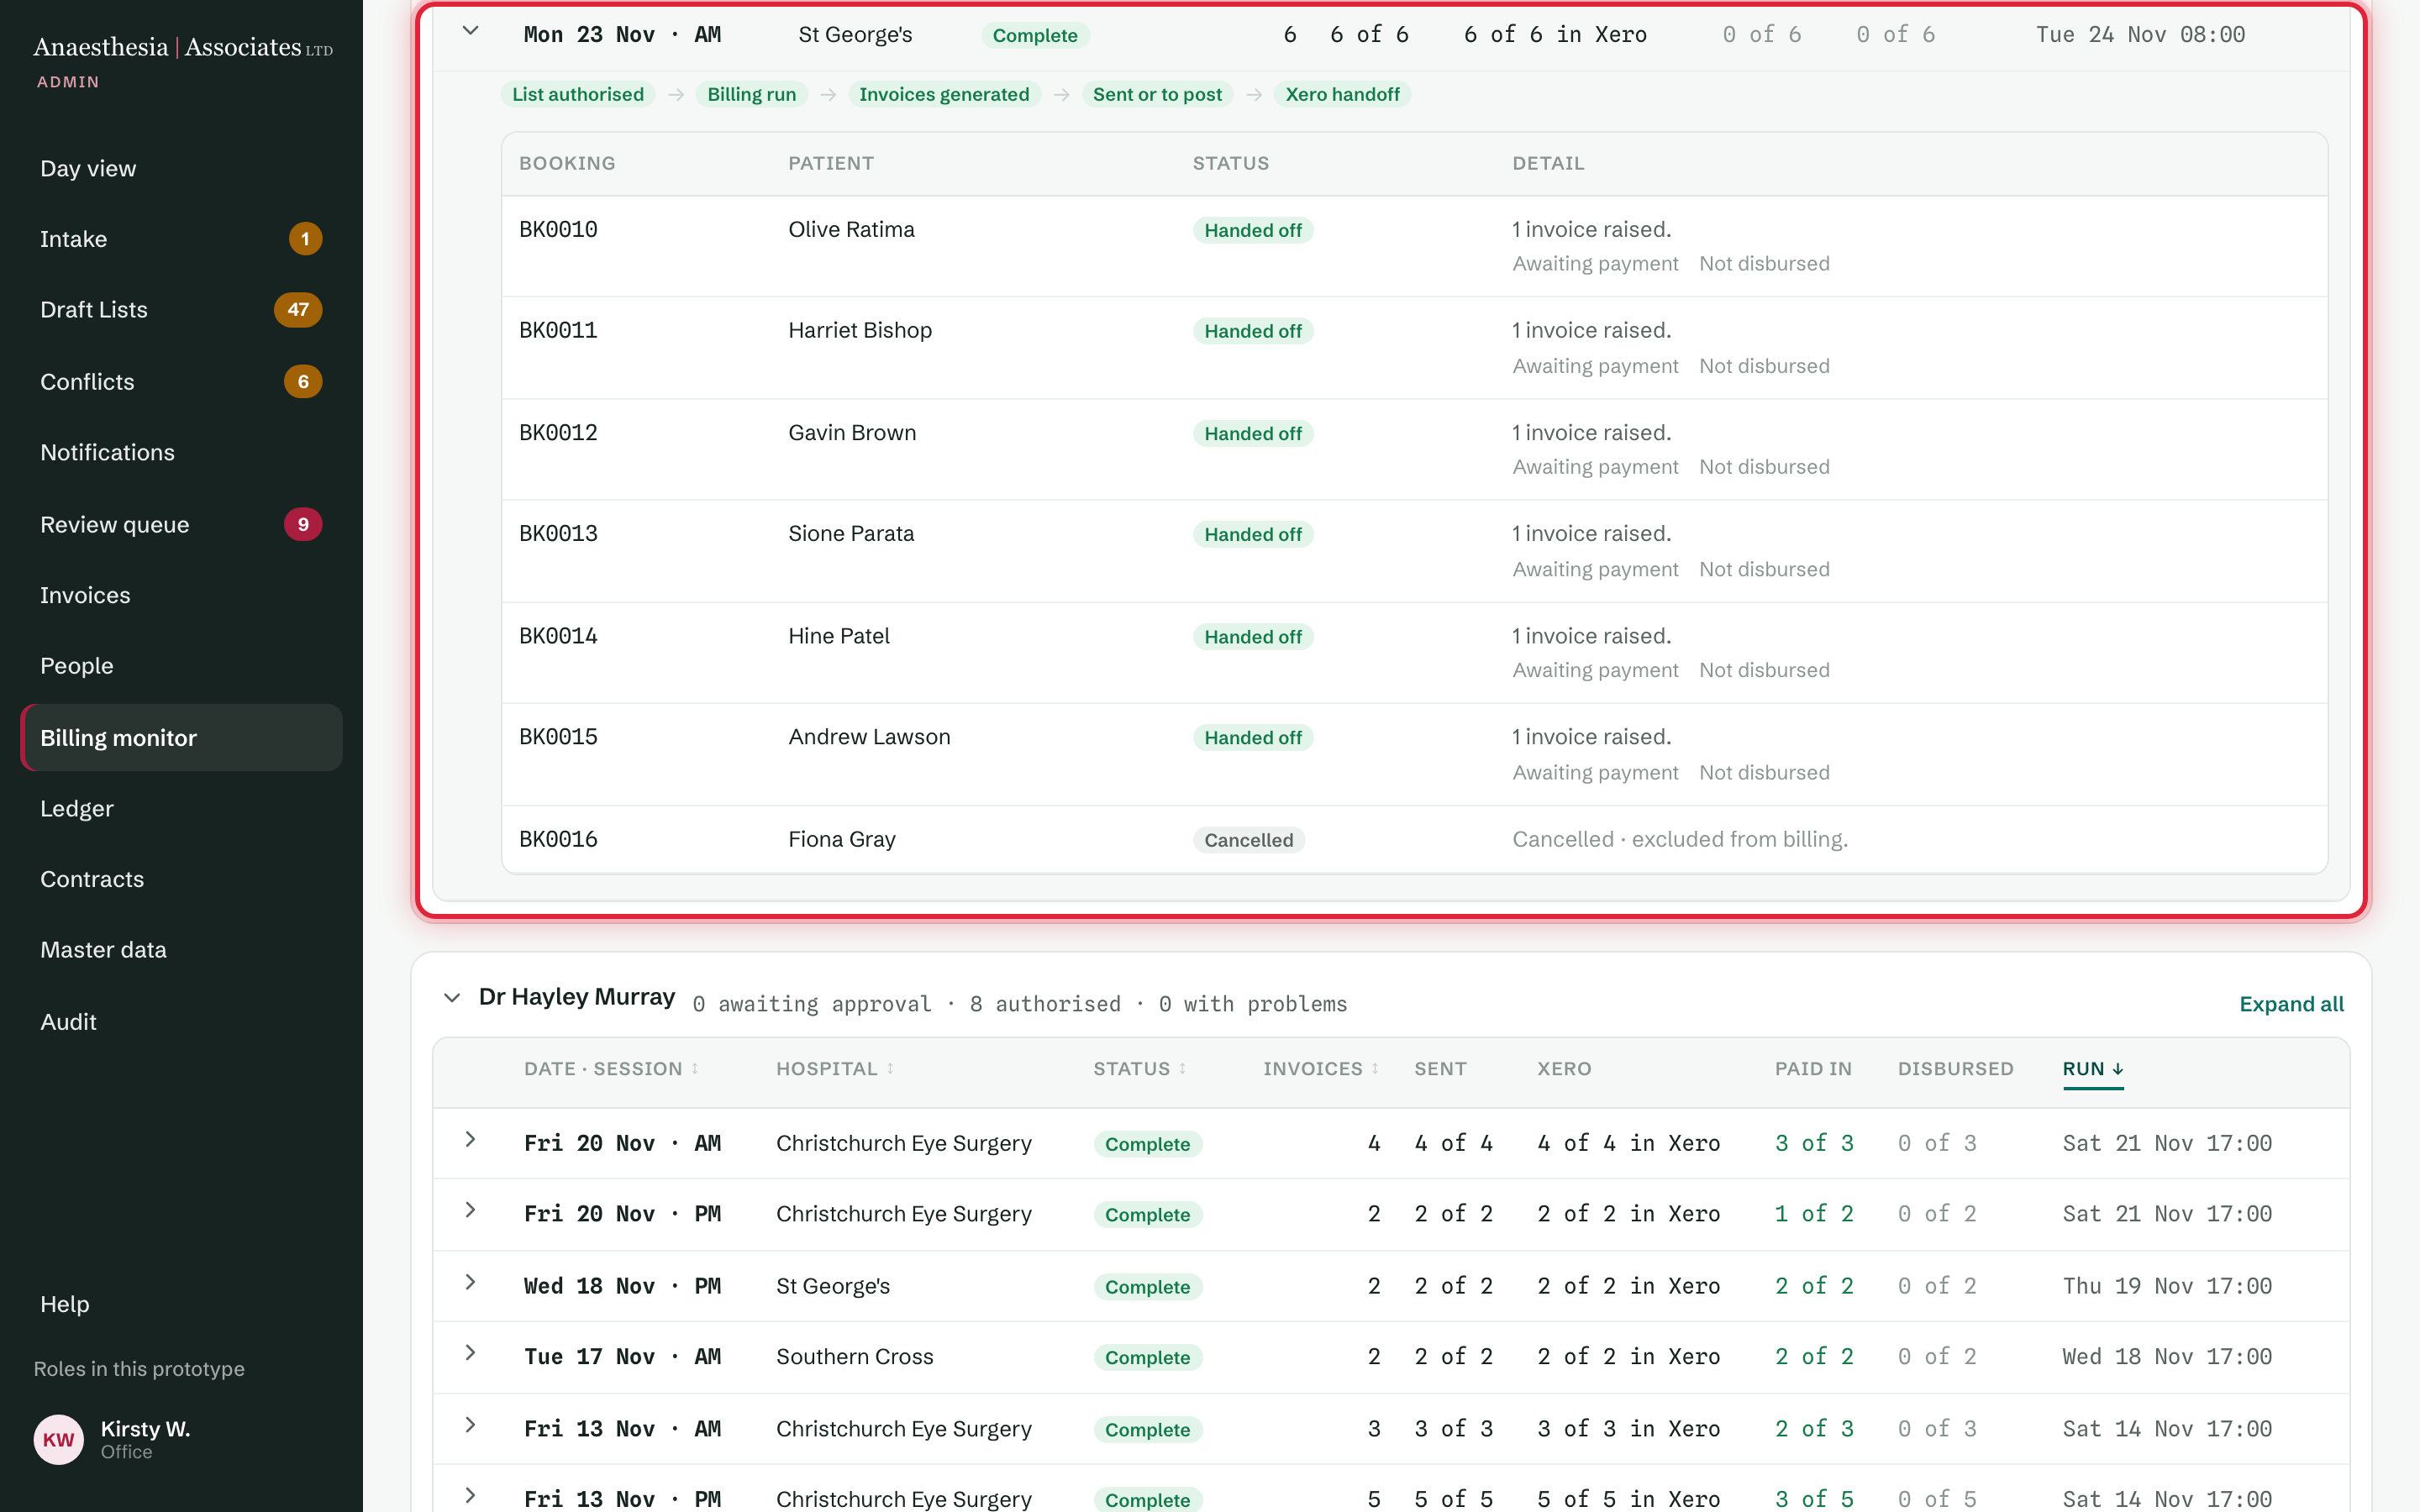 Anaesthesia | Associates LTD
ADMIN
Day view
Intake 1
Draft Lists 47
Conflicts 6
Notifications
Review queue 9
Invoices
People
Billing monitor
Ledger
Contracts
Master data
Audit
Help
Roles in this prototype
KW Kirsty W.
Office
Mon 23 Nov · AM St George's Complete 6 6 of 6 6 of 6 in Xero 0 of 6 0 of 6 Tue 24 Nov 08:00
List authorised → Billing run → Invoices generated → Sent or to post → Xero handoff
BOOKING PATIENT STATUS DETAIL
BK0010 Olive Ratima Handed off 1 invoice raised.
Awaiting payment Not disbursed
BK0011 Harriet Bishop Handed off 1 invoice raised.
Awaiting payment Not disbursed
BK0012 Gavin Brown Handed off 1 invoice raised.
Awaiting payment Not disbursed
BK0013 Sione Parata Handed off 1 invoice raised.
Awaiting payment Not disbursed
BK0014 Hine Patel Handed off 1 invoice raised.
Awaiting payment Not disbursed
BK0015 Andrew Lawson Handed off 1 invoice raised.
Awaiting payment Not disbursed
BK0016 Fiona Gray Cancelled Cancelled · excluded from billing.
Dr Hayley Murray 0 awaiting approval · 8 authorised · 0 with problems Expand all
DATE · SESSION ↕ HOSPITAL ↕ STATUS ↕ INVOICES ↕ SENT XERO PAID IN DISBURSED RUN ↓
Fri 20 Nov · AM Christchurch Eye Surgery Complete 4 4 of 4 4 of 4 in Xero 3 of 3 0 of 3 Sat 21 Nov 17:00
Fri 20 Nov · PM Christchurch Eye Surgery Complete 2 2 of 2 2 of 2 in Xero 1 of 2 0 of 2 Sat 21 Nov 17:00
Wed 18 Nov · PM St George's Complete 2 2 of 2 2 of 2 in Xero 2 of 2 0 of 2 Thu 19 Nov 17:00
Tue 17 Nov · AM Southern Cross Complete 2 2 of 2 2 of 2 in Xero 2 of 2 0 of 2 Wed 18 Nov 17:00
Fri 13 Nov · AM Christchurch Eye Surgery Complete 3 3 of 3 3 of 3 in Xero 2 of 3 0 of 3 Sat 14 Nov 17:00
Fri 13 Nov · PM Christchurch Eye Surgery Complete 5 5 of 5 5 of 5 in Xero 3 of 5 0 of 5 Sat 14 Nov 17:00